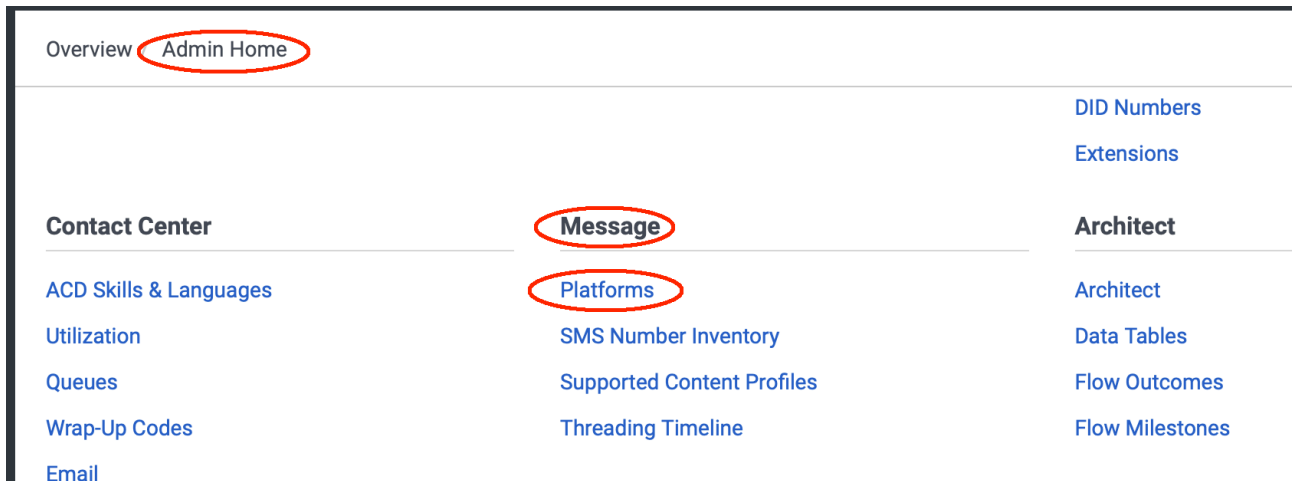 Overview / Admin Home
DID Numbers
Extensions
Contact Center
ACD Skills & Languages
Utilization
Queues
Wrap-Up Codes
Email
Message
Platforms
SMS Number Inventory
Supported Content Profiles
Threading Timeline
Architect
Architect
Data Tables
Flow Outcomes
Flow Milestones